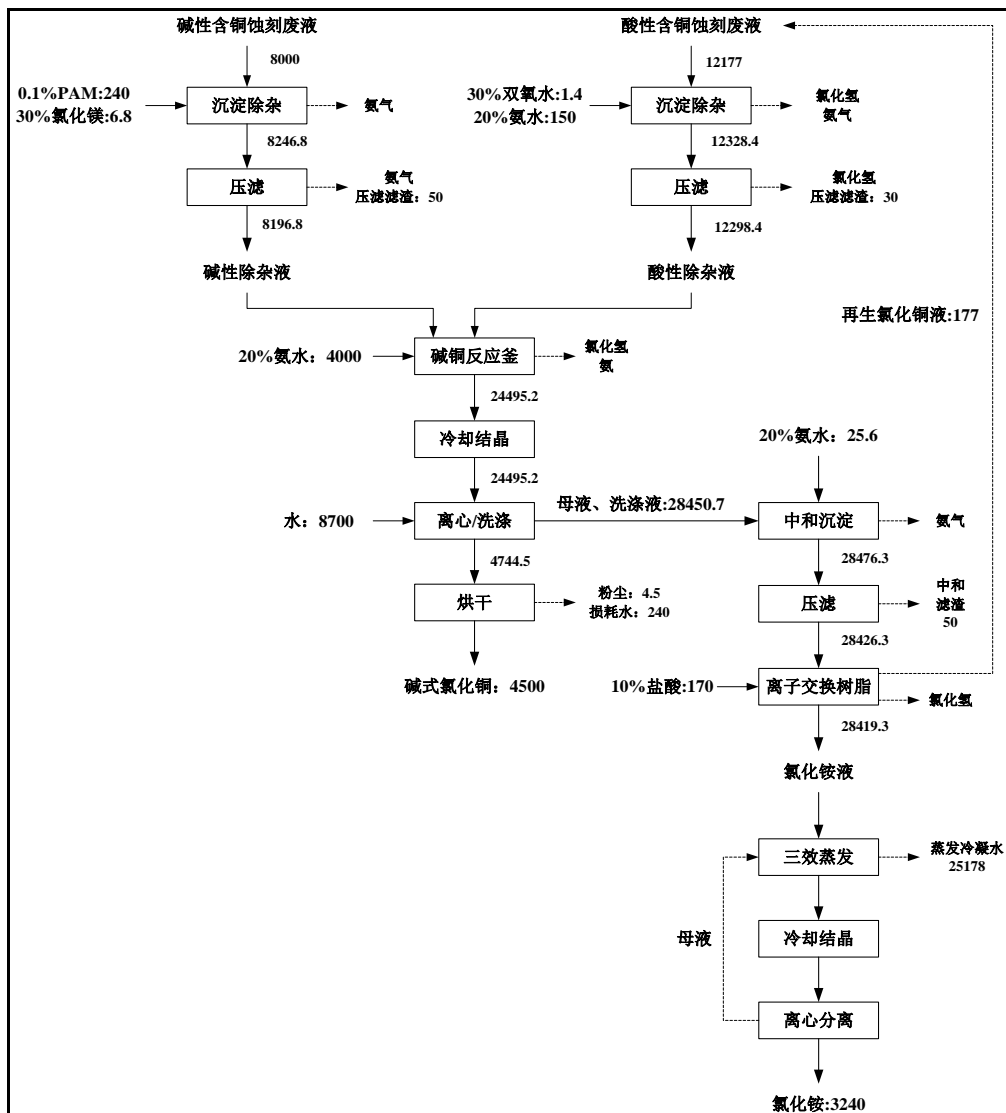 碱性含铜蚀刻废液
酸性含铜蚀刻废液
8000
12177
0.1%PAM:240
30%氯化镁:6.8
沉淀除杂
氨气
30%双氧水:1.4
20%氨水:150
沉淀除杂
氯化氢
氨气
8246.8
12328.4
压滤
氨气
压滤滤渣：50
压滤
氯化氢
压滤滤渣：30
8196.8
12298.4
碱性除杂液
酸性除杂液
再生氯化铜液:177
20%氨水：4000
碱铜反应釜
氯化氢
氨
24495.2
冷却结晶
20%氨水：25.6
24495.2
水：8700
离心/洗涤
母液、洗涤液:28450.7
中和沉淀
氨气
4744.5
28476.3
烘干
粉尘：4.5
损耗水：240
压滤
中和
滤渣
50
28426.3
碱式氯化铜：4500
10%盐酸:170
离子交换树脂
氯化氢
28419.3
氯化铵液
三效蒸发
蒸发冷凝水
25178
母液
冷却结晶
离心分离
氯化铵:3240